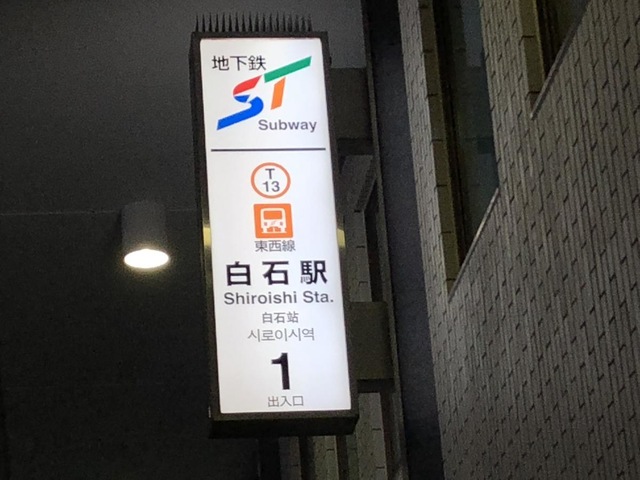 地下鉄
ST
Subway
T
13
東西線
白石駅
Shiroishi Sta.
白石站
시로이시역
1
出入口